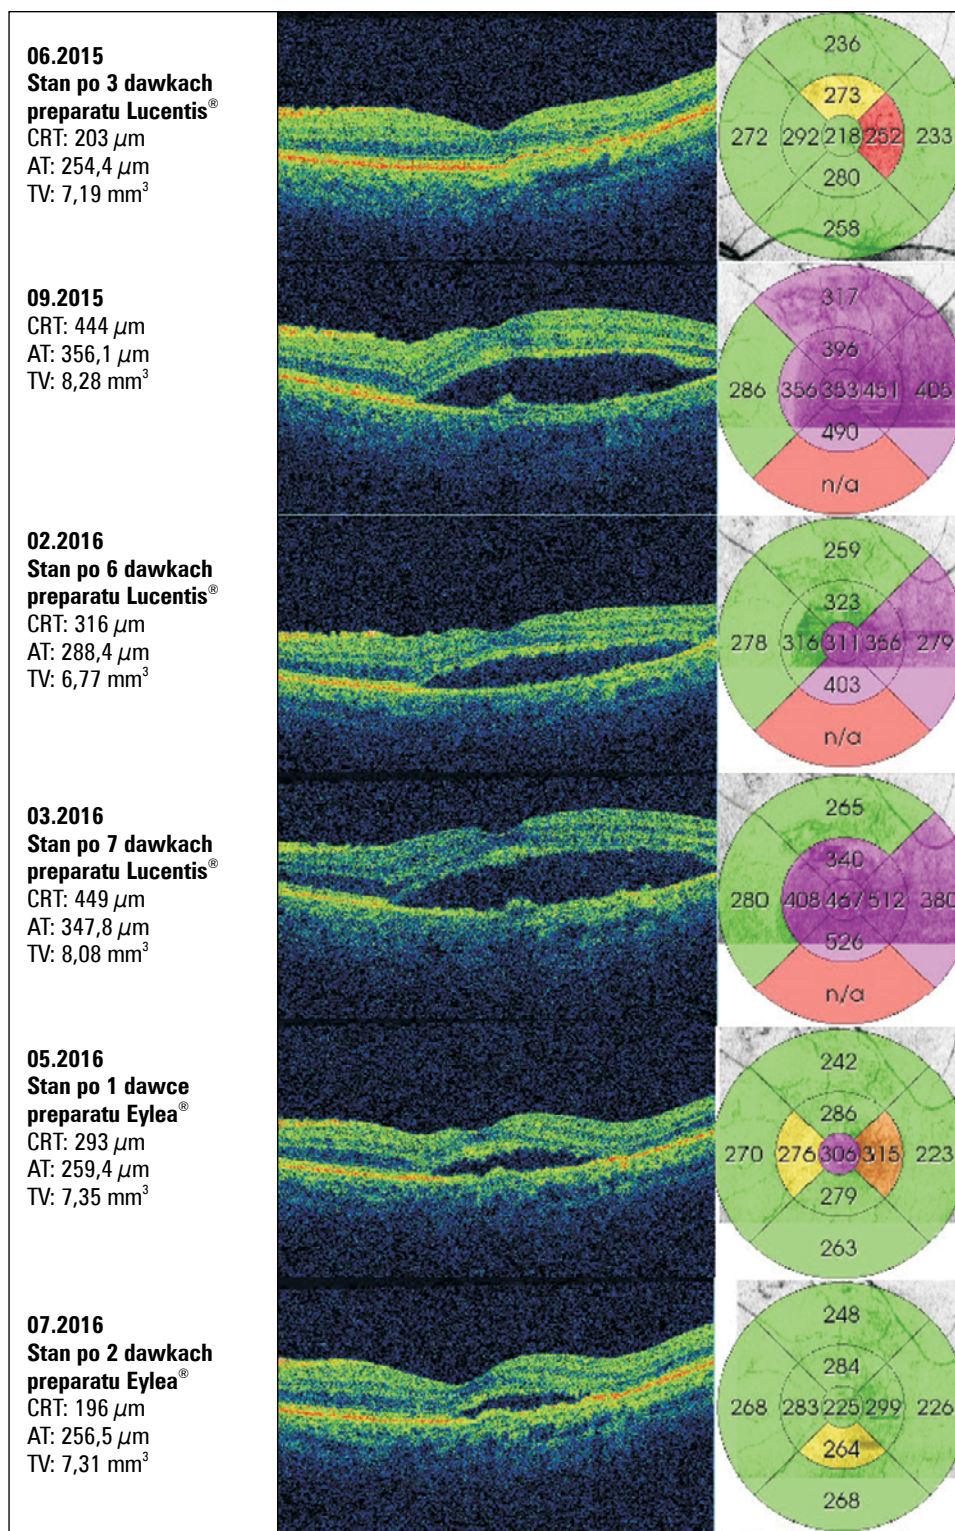 06.2015
Stan po 3 dawkach
preparatu Lucentis®
CRT: 203 µm
AT: 254,4 µm
TV: 7,19 mm³
236
273
272 292 218 252 233
280
258
09.2015
CRT: 444 µm
AT: 356,1 µm
TV: 8,28 mm³
317
396
286 356 353 451 405
490
n/a
02.2016
Stan po 6 dawkach
preparatu Lucentis®
CRT: 316 µm
AT: 288,4 µm
TV: 6,77 mm³
259
323
278 316 311 356 279
403
n/a
03.2016
Stan po 7 dawkach
preparatu Lucentis®
CRT: 449 µm
AT: 347,8 µm
TV: 8,08 mm³
265
340
280 408 467 512 380
526
n/a
05.2016
Stan po 1 dawce
preparatu Eylea®
CRT: 293 µm
AT: 259,4 µm
TV: 7,35 mm³
242
286
270 276 306 315 223
279
263
07.2016
Stan po 2 dawkach
preparatu Eylea®
CRT: 196 µm
AT: 256,5 µm
TV: 7,31 mm³
248
284
268 283 225 299 226
264
268